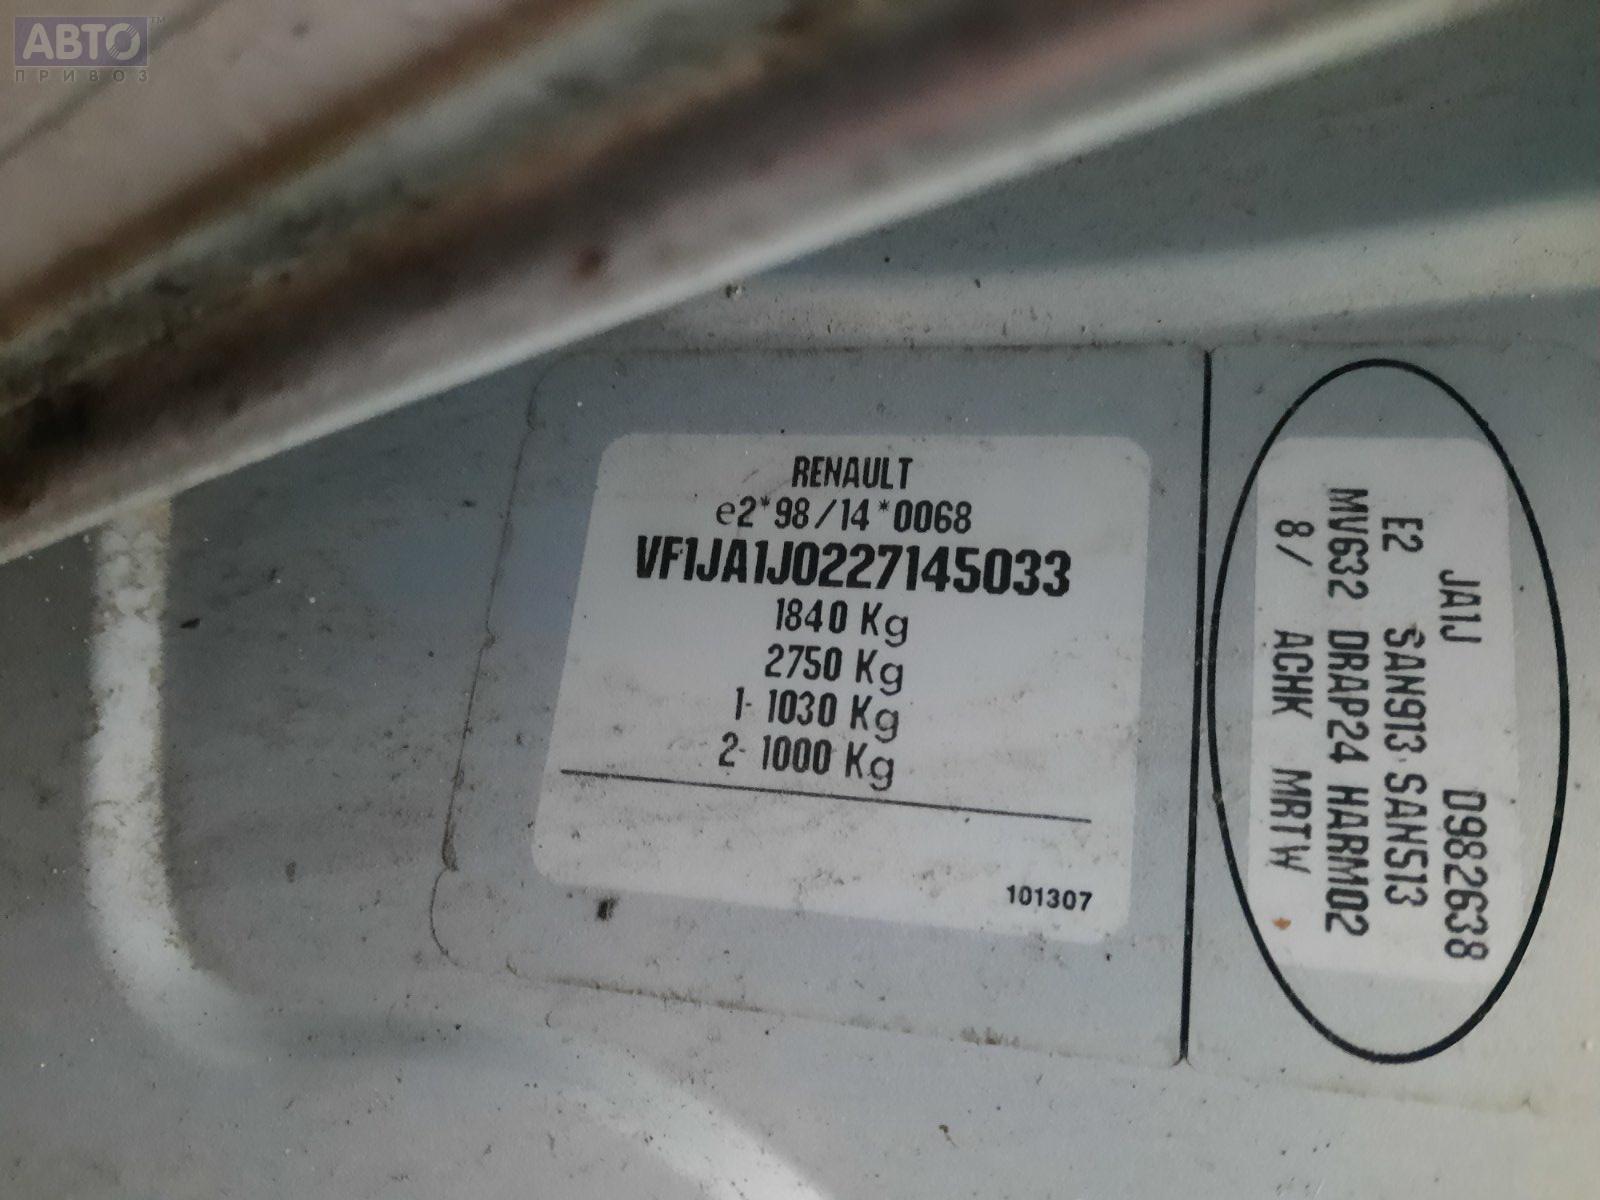 АВТО™
ПРИВОЗ
RENAULT
e2*98/14*0068
VF1JA1J0227145033
1840 Kg
2750 Kg
1- 1030 Kg
2- 1000 Kg
101307
JA1J D982638
E2 SAN913 SAN513
MV632 DRAP24 HARM02
8/ ACHK MRTW